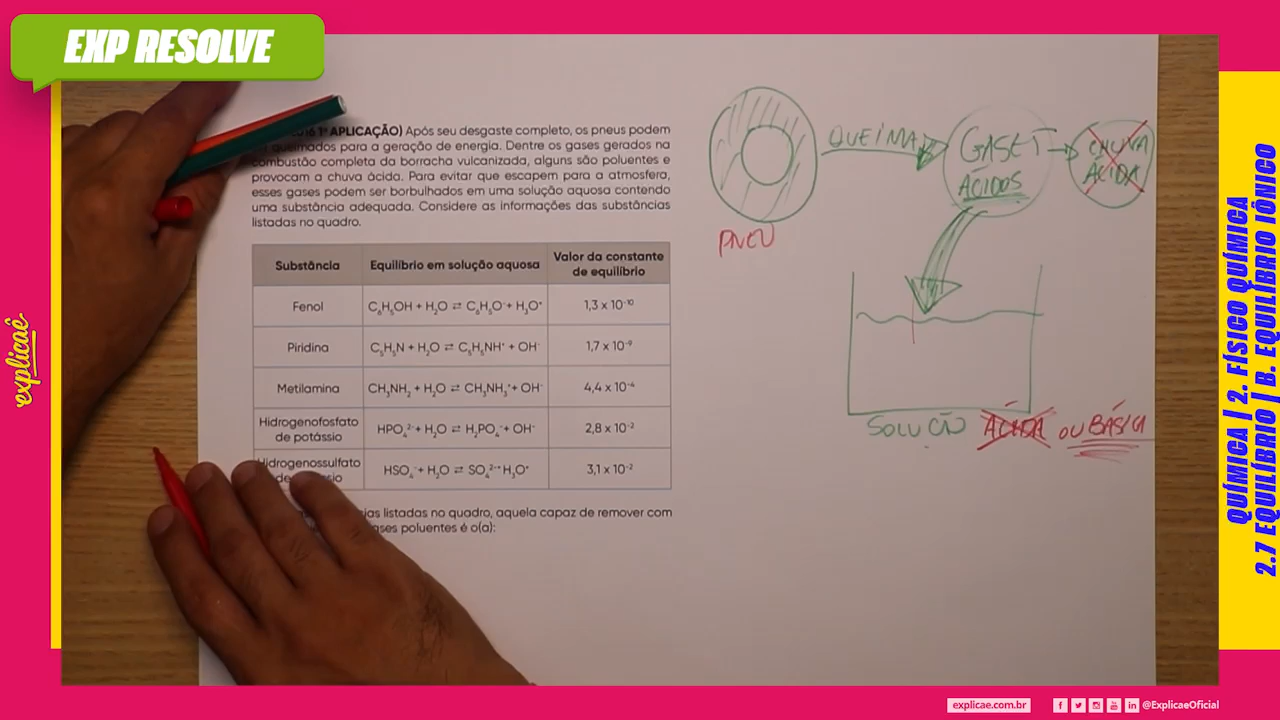 EXP RESOLVE
1ª APLICAÇÃO) Após seu desgaste completo, os pneus podem
queimados para a geração de energia. Dentre os gases gerados na
combustão completa da borracha vulcanizada, alguns são poluentes e
provocam a chuva ácida. Para evitar que escapem para a atmosfera,
esses gases podem ser borbulhados em uma solução aquosa contendo
uma substância adequada. Considere as informações das substâncias
listadas no quadro.
Substância Equilíbrio em solução aquosa Valor da constante
de equilíbrio
Fenol C₆H₅OH + H₂O ⇄ C₆H₅O⁻ + H₃O⁺ 1,3 x 10⁻¹⁰
Piridina C₅H₅N + H₂O ⇄ C₅H₅NH⁺ + OH⁻ 1,7 x 10⁻⁹
Metilamina CH₃NH₂ + H₂O ⇄ CH₃NH₃⁺ + OH⁻ 4,4 x 10⁻⁴
Hidrogenofosfato
de potássio HPO₄²⁻ + H₂O ⇄ H₂PO₄⁻ + OH⁻ 2,8 x 10⁻²
Hidrogenossulfato
HSO₄⁻ + H₂O ⇄ SO₄²⁻⁺ H₃O⁺ 3,1 x 10⁻²
listadas no quadro, aquela capaz de remover com
poluentes é o(a):
PNEU
QUEIMA
GASES
ÁCIDOS
CHUVA
ÁCIDA
SOLUÇÃO ÁCIDA OU BÁSICA
explicaê
QUÍMICA | 2. FÍSICO QUÍMICA
2.7 EQUILÍBRIO | B. EQUILÍBRIO IÔNICO
explicae.com.br @ExplicaeOficial